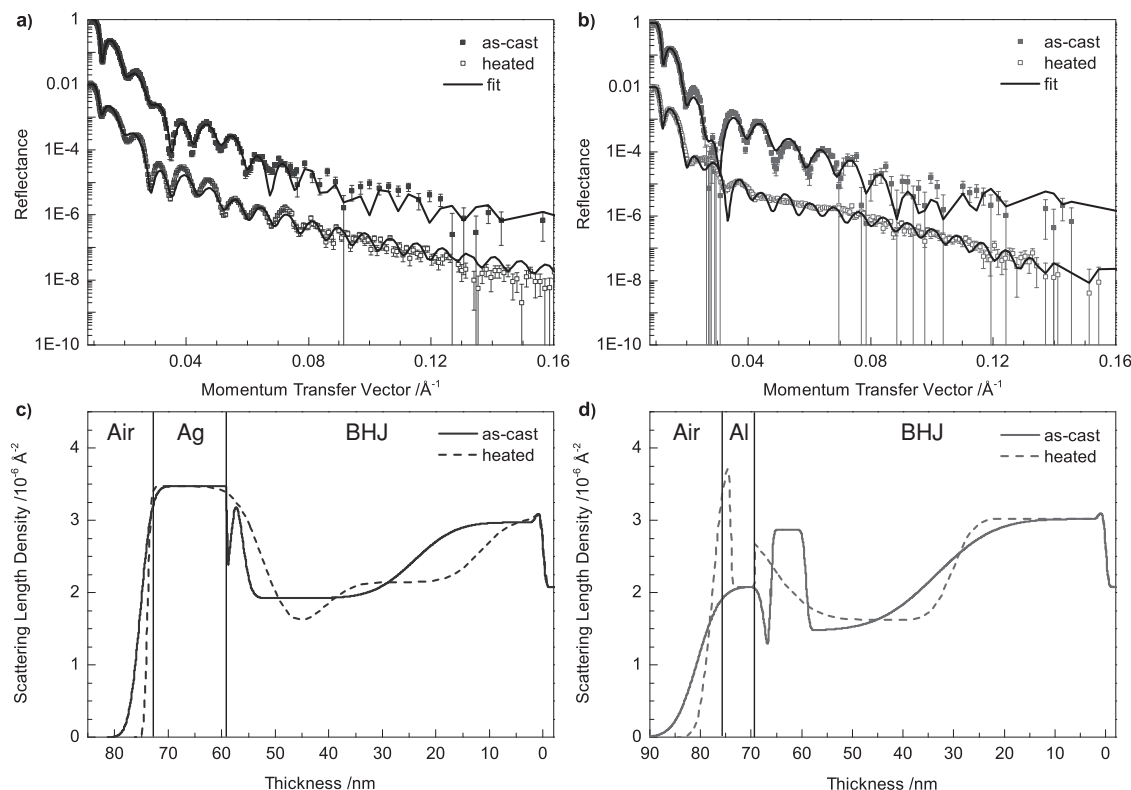 a)
1
0.01
1E-4
1E-6
1E-8
1E-10
Reflectance
as-cast
heated
fit
0.04
0.08
0.12
0.16
Momentum Transfer Vector /Å-1
b)
1
0.01
1E-4
1E-6
1E-8
1E-10
Reflectance
as-cast
heated
fit
0.04
0.08
0.12
0.16
Momentum Transfer Vector /Å-1
c)
4
3
2
1
0
Scattering Length Density /10-6 Å-2
Air
Ag
BHJ
as-cast
heated
80
70
60
50
40
30
20
10
0
Thickness /nm
d)
4
3
2
1
0
Scattering Length Density /10-6 Å-2
Air
Al
BHJ
as-cast
heated
90
80
70
60
50
40
30
20
10
0
Thickness /nm